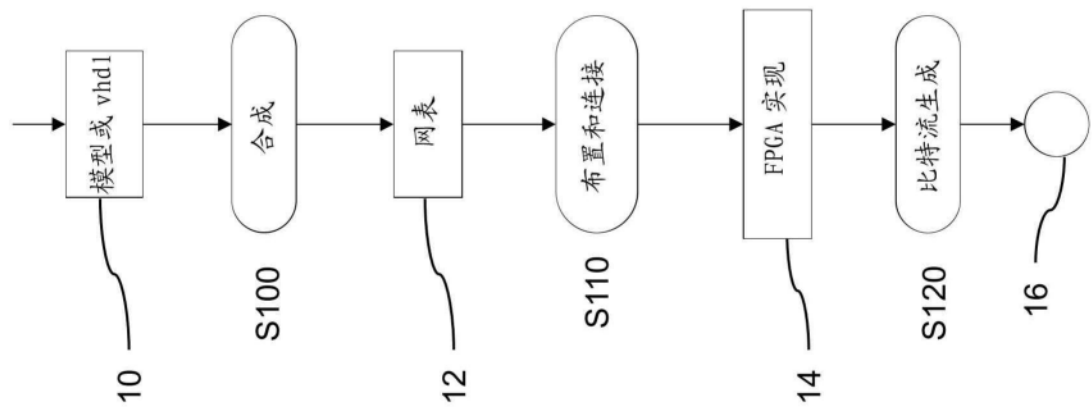 模型或 vhdl
10
合成
S100
网表
12
布置和连接
S110
FPGA 实现
14
比特流生成
S120
16